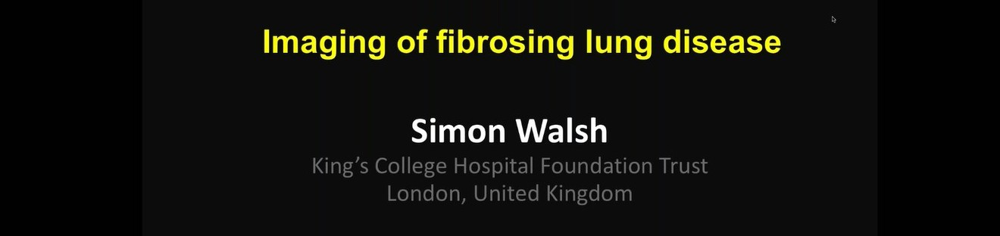 Imaging of fibrosing lung disease
Simon Walsh
King’s College Hospital Foundation Trust
London, United Kingdom